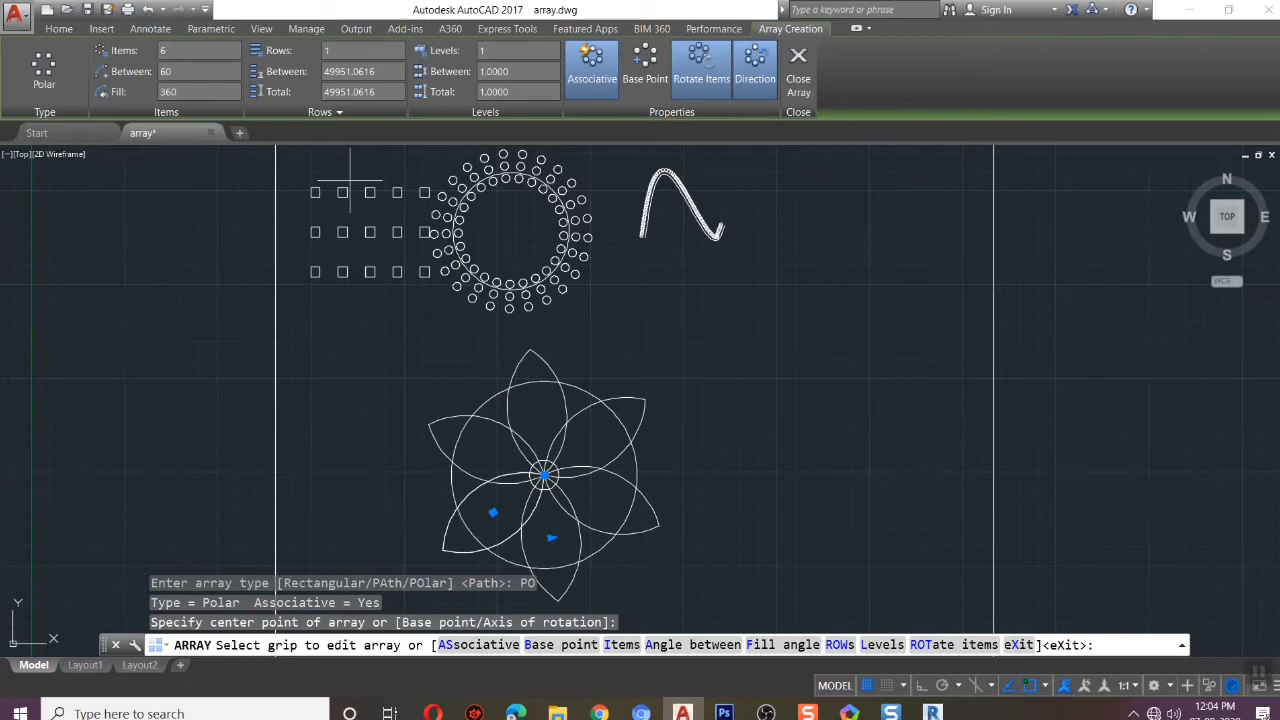 Autodesk AutoCAD 2017 array.dwg
Type a keyword or phrase
Sign In
Home Insert Annotate Parametric View Manage Output Add-ins A360 Express Tools Featured Apps BIM 360 Performance Array Creation
Items: 6 Rows: 1 Levels: 1
Between: 60 Between: 49951.0616 Between: 1.0000
Fill: 360 Total: 49951.0616 Total: 1.0000
Polar
Associative Base Point Rotate Items Direction Close Array
Type Items Rows Levels Properties Close
Start array*
[−][Top][2D Wireframe]
N
W TOP E
S
WCS
Enter array type [Rectangular/PAth/POlar] <Path>: PO
Type = Polar Associative = Yes
Specify center point of array or [Base point/Axis of rotation]:
ARRAY Select grip to edit array or [ASsociative Base point Items Angle between Fill angle ROWs Levels ROTate items eXit]<eXit>:
Y
X
Model Layout1 Layout2
MODEL 1:1
Type here to search
12:04 PM